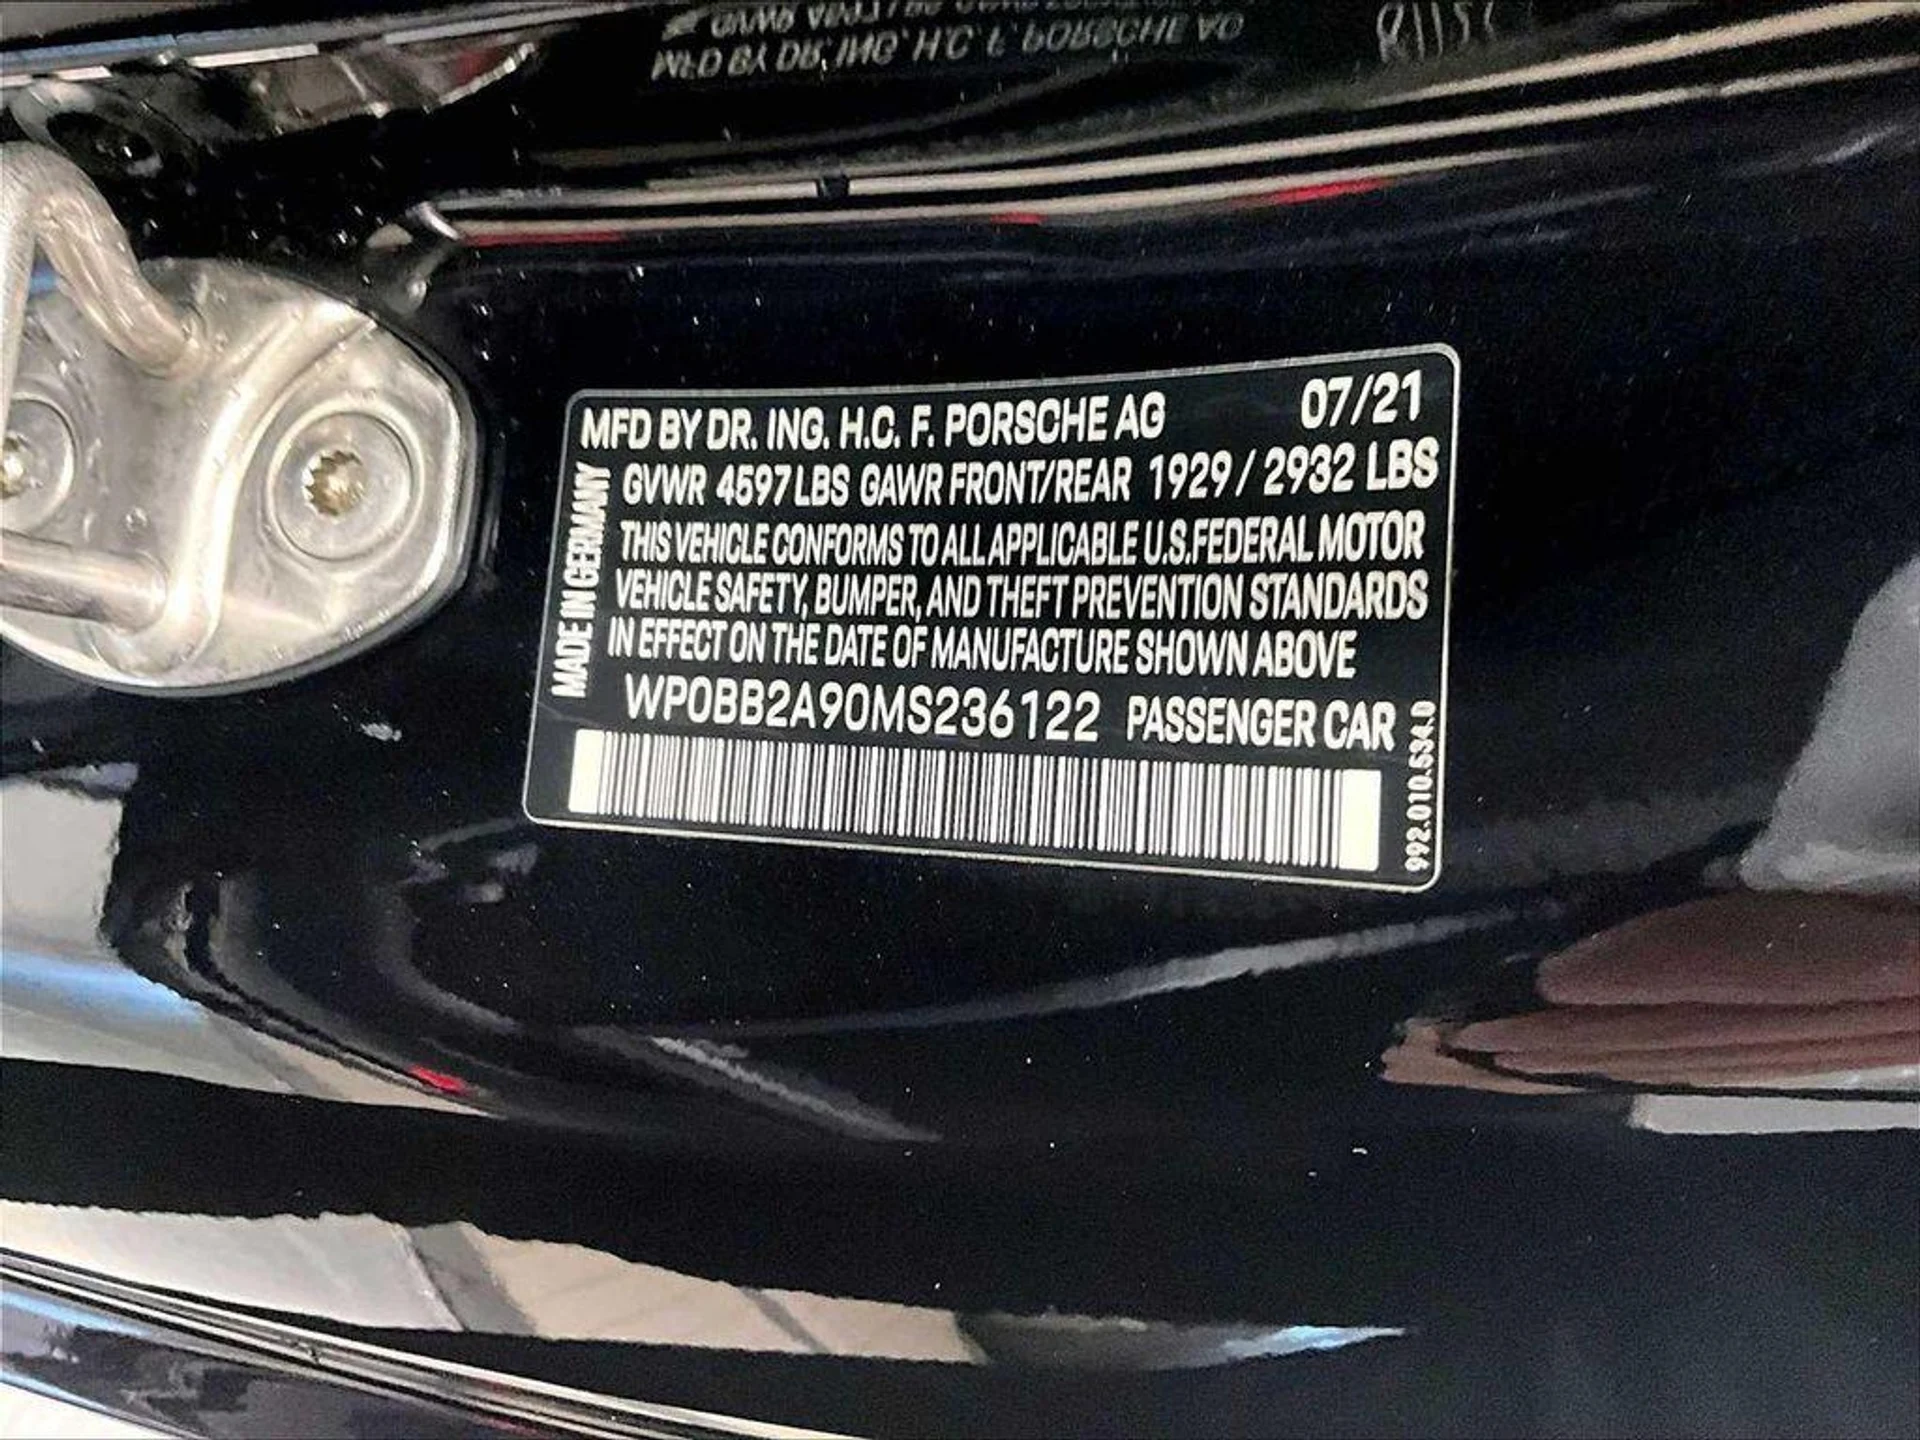 MFD BY DR. ING. H.C. F. PORSCHE AG
MFD BY DR. ING. H.C. F. PORSCHE AG 07/21
GVWR 4597 LBS GAWR FRONT/REAR 1929 / 2932 LBS
THIS VEHICLE CONFORMS TO ALL APPLICABLE U.S.FEDERAL MOTOR
VEHICLE SAFETY, BUMPER, AND THEFT PREVENTION STANDARDS
IN EFFECT ON THE DATE OF MANUFACTURE SHOWN ABOVE
WP0BB2A90MS236122 PASSENGER CAR
MADE IN GERMANY
992.010.534.D